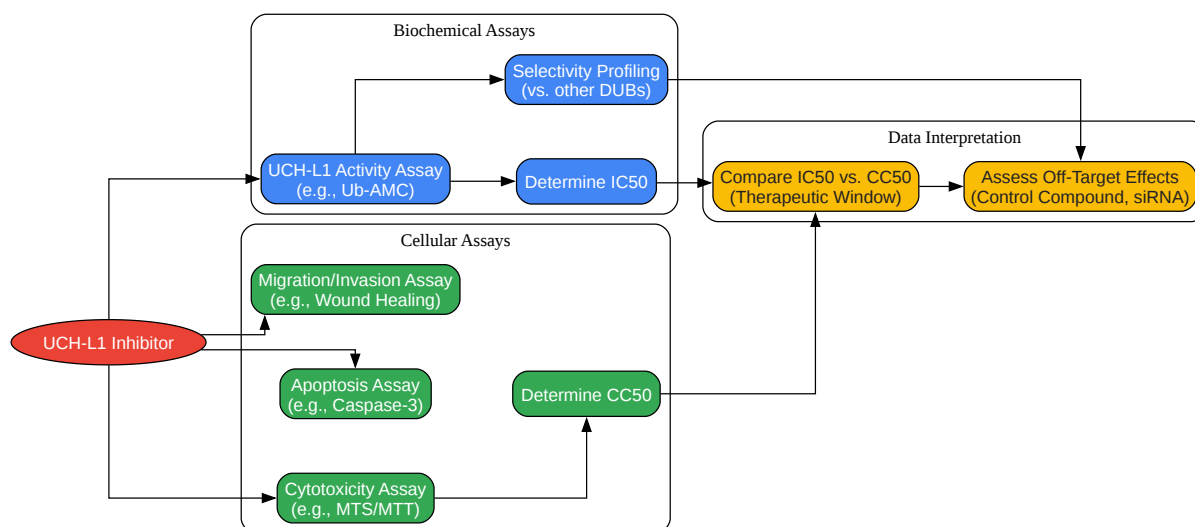 Biochemical Assays
Selectivity Profiling
(vs. other DUBs)
UCH-L1 Activity Assay
(e.g., Ub-AMC)
Determine IC50
Data Interpretation
Compare IC50 vs. CC50
(Therapeutic Window)
Assess Off-Target Effects
(Control Compound, siRNA)
Cellular Assays
Migration/Invasion Assay
(e.g., Wound Healing)
UCH-L1 Inhibitor
Apoptosis Assay
(e.g., Caspase-3)
Determine CC50
Cytotoxicity Assay
(e.g., MTS/MTT)